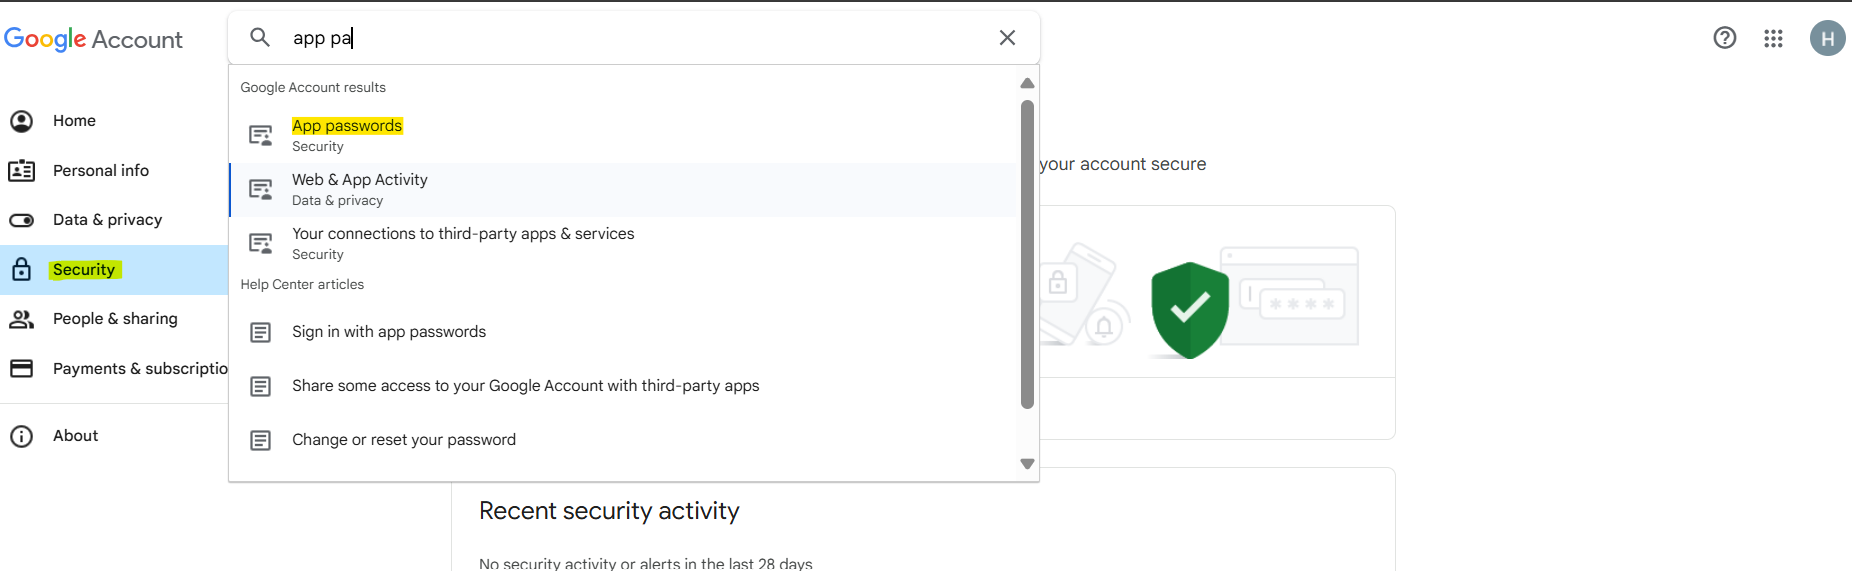 Google Account
app pa
H
Home
Personal info
Data & privacy
Security
People & sharing
Payments & subscriptio
About
Google Account results
App passwords
Security
Web & App Activity
Data & privacy
Your connections to third-party apps & services
Security
Help Center articles
Sign in with app passwords
Share some access to your Google Account with third-party apps
Change or reset your password
your account secure
****
Recent security activity
No security activity or alerts in the last 28 days